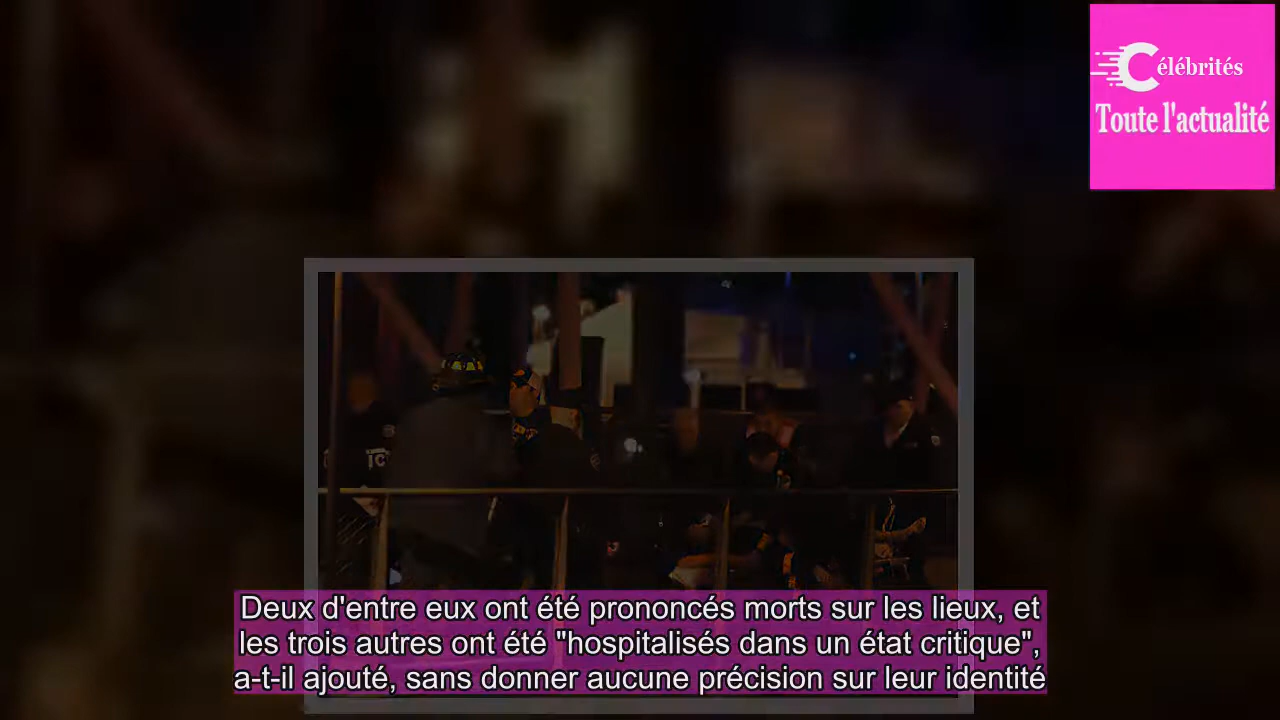 Célébrités
Toute l'actualité
Deux d'entre eux ont été prononcés morts sur les lieux, et
les trois autres ont été "hospitalisés dans un état critique",
a-t-il ajouté, sans donner aucune précision sur leur identité